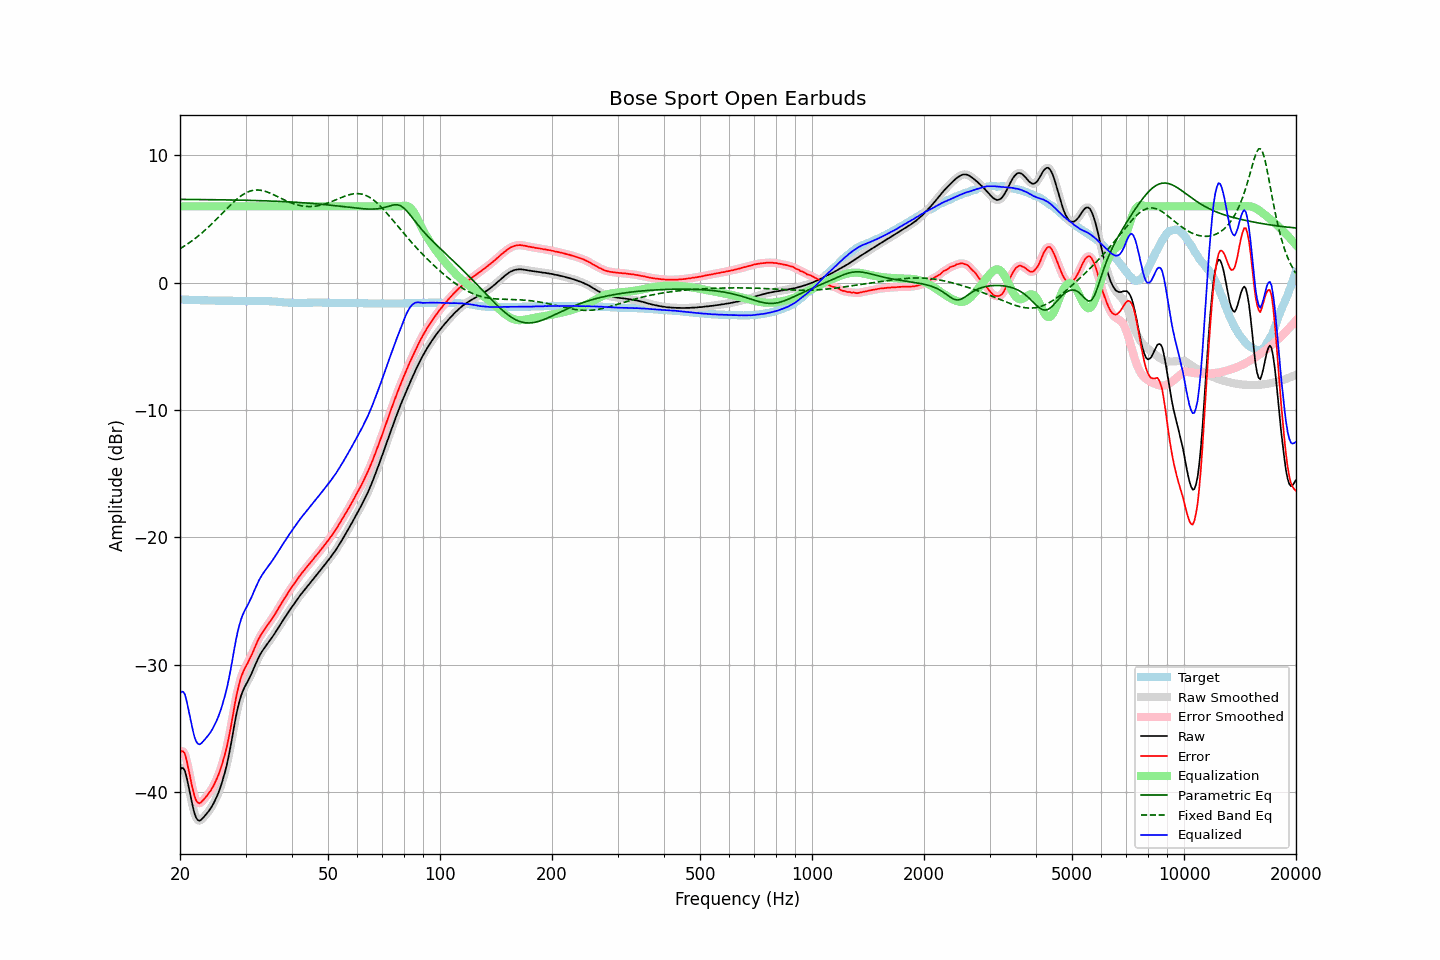 Bose Sport Open Earbuds
Amplitude (dBr)
10
5
0
−5
−10
−20
−30
−40
20
50
100
200
500
1000
2000
5000
10000
20000
Frequency (Hz)
Target
Raw Smoothed
Error Smoothed
Raw
Error
Equalization
Parametric Eq
Fixed Band Eq
Equalized